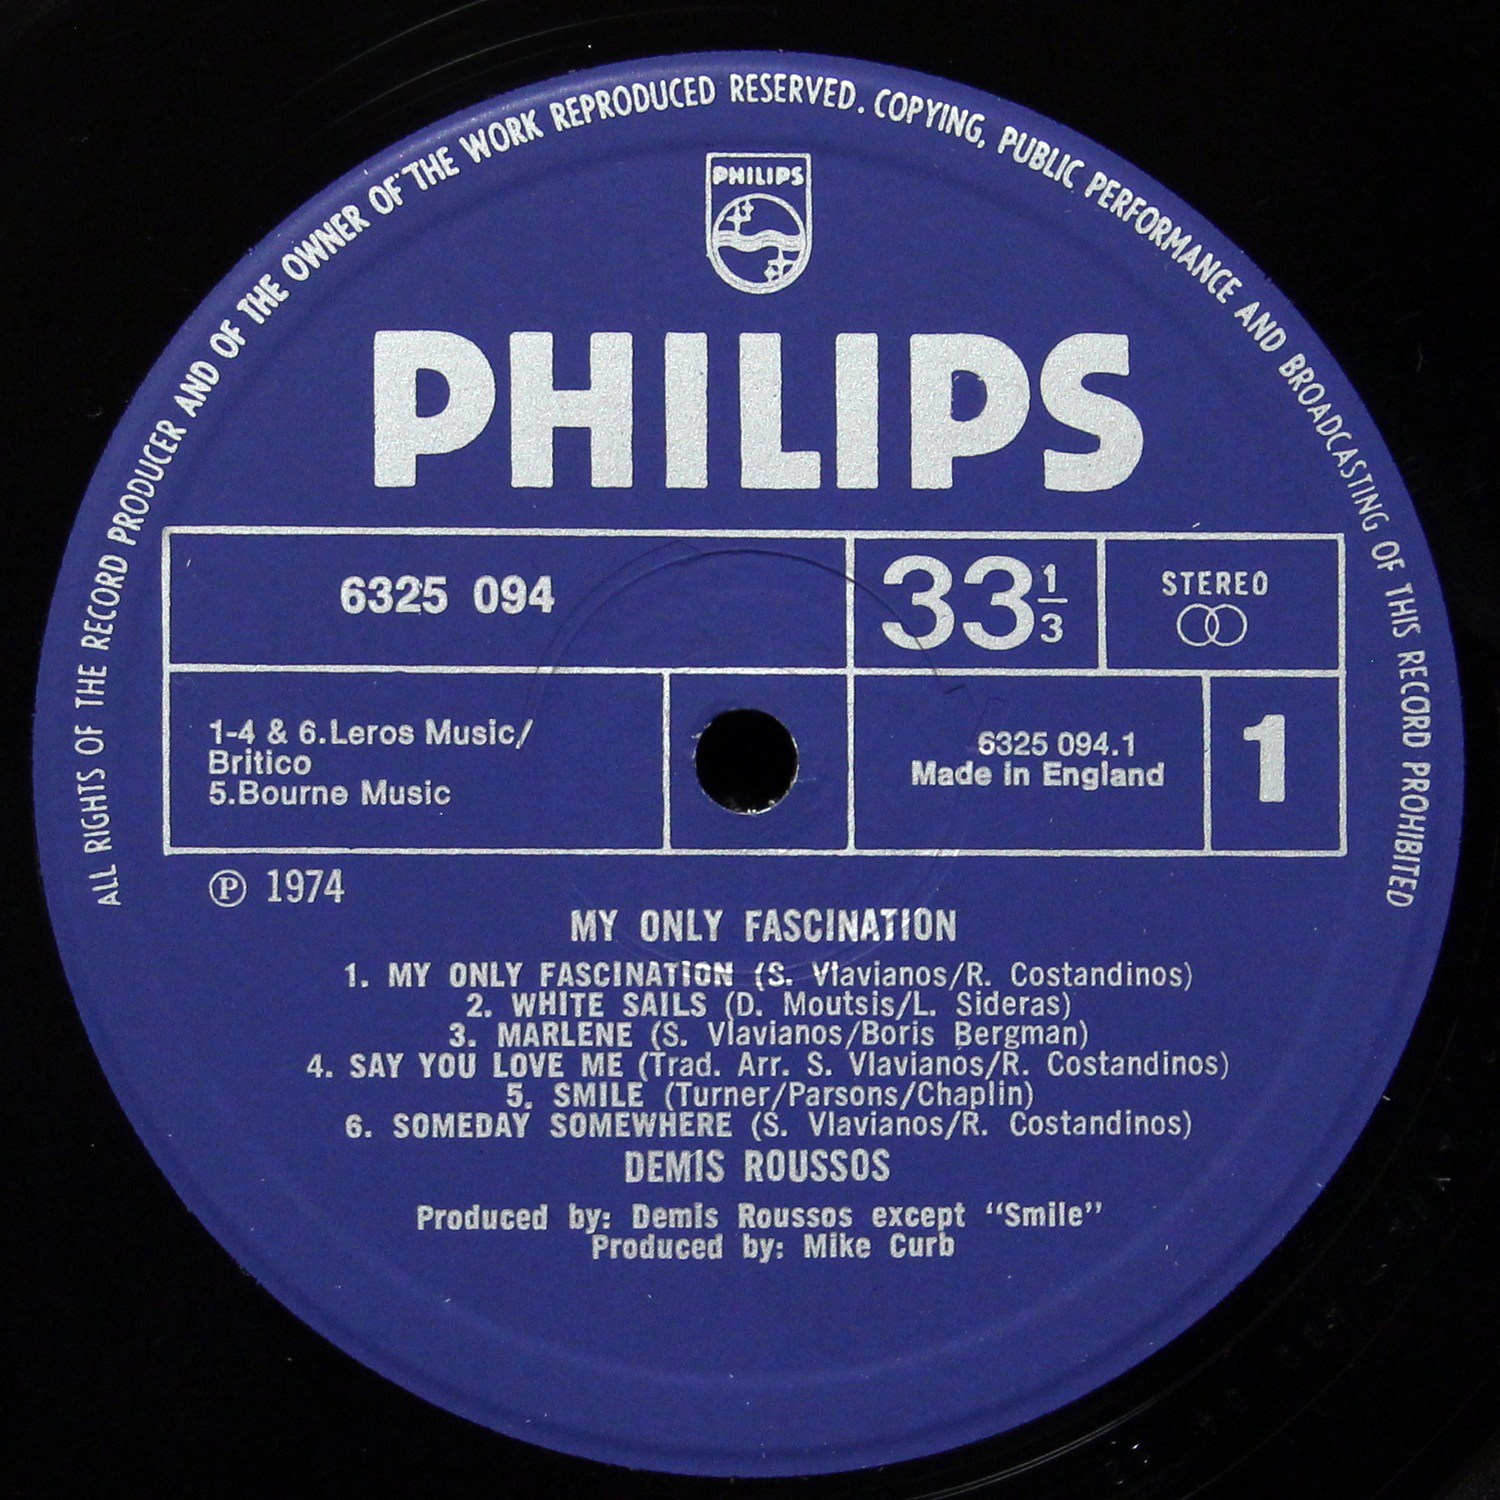 ALL RIGHTS OF THE RECORD PRODUCER AND OF THE OWNER OF THE WORK REPRODUCED RESERVED. COPYING, PUBLIC PERFORMANCE AND BROADCASTING OF THIS RECORD PROHIBITED
PHILIPS
PHILIPS
6325 094
33 1/3
STEREO
1-4 & 6.Leros Music/
Britico
5.Bourne Music
6325 094.1
Made in England
1
Ⓟ 1974
MY ONLY FASCINATION
1. MY ONLY FASCINATION (S. Vlavianos/R. Costandinos)
2. WHITE SAILS (D. Moutsis/L. Sideras)
3. MARLENE (S. Vlavianos/Boris Bergman)
4. SAY YOU LOVE ME (Trad. Arr. S. Vlavianos/R. Costandinos)
5. SMILE (Turner/Parsons/Chaplin)
6. SOMEDAY SOMEWHERE (S. Vlavianos/R. Costandinos)
DEMIS ROUSSOS
Produced by: Demis Roussos except "Smile"
Produced by: Mike Curb